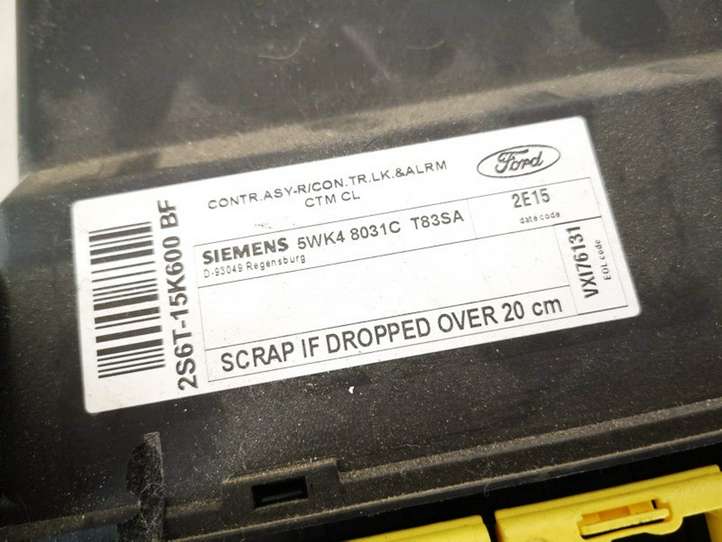 CONTR.ASY-R/CON.TR.LK.&ALRM
CTM CL
Ford
SIEMENS 5WK4 8031C T83SA
D-93049 Regensburg
2E15
date code
SCRAP IF DROPPED OVER 20 cm
VXI76131
EOL code
2S6T-15K600 BF